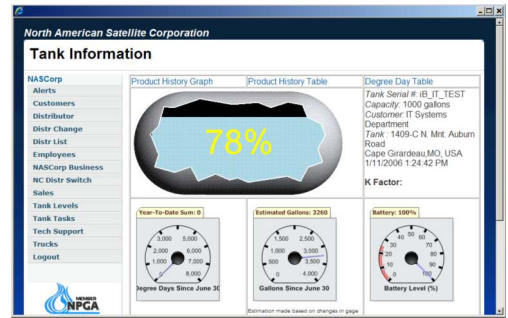 North American Satellite Corporation
Tank Information
NASCorp
Alerts
Customers
Distributor
Distr Change
Distr List
Employees
NASCorp Business
NC Distr Switch
Sales
Tank Levels
Tank Tasks
Tech Support
Trucks
Logout
MEMBER
NPGA
Product History Graph
Product History Table
Degree Day Table
78%
Tank Serial #: iB_IT_TEST
Capacity: 1000 gallons
Customer: IT Systems
Department
Tank : 1409-C N. Mnt. Auburn
Road
Cape Girardeau,MO, USA
1/11/2006 1:24:42 PM
K Factor:
Year-To-Date Sum: 0
3,000 5,000
2,000 6,000
1,000 7,000
0 8,000
Degree Days Since June 30
Estimated Gallons: 3260
1,500 2,500
1,000 3,000
500 3,500
0 4,000
Gallons Since June 30
Estimation made based on changes in gage
Battery: 100%
40 50 60
30 70
20 80
10 90
0 100
Battery Level (%)